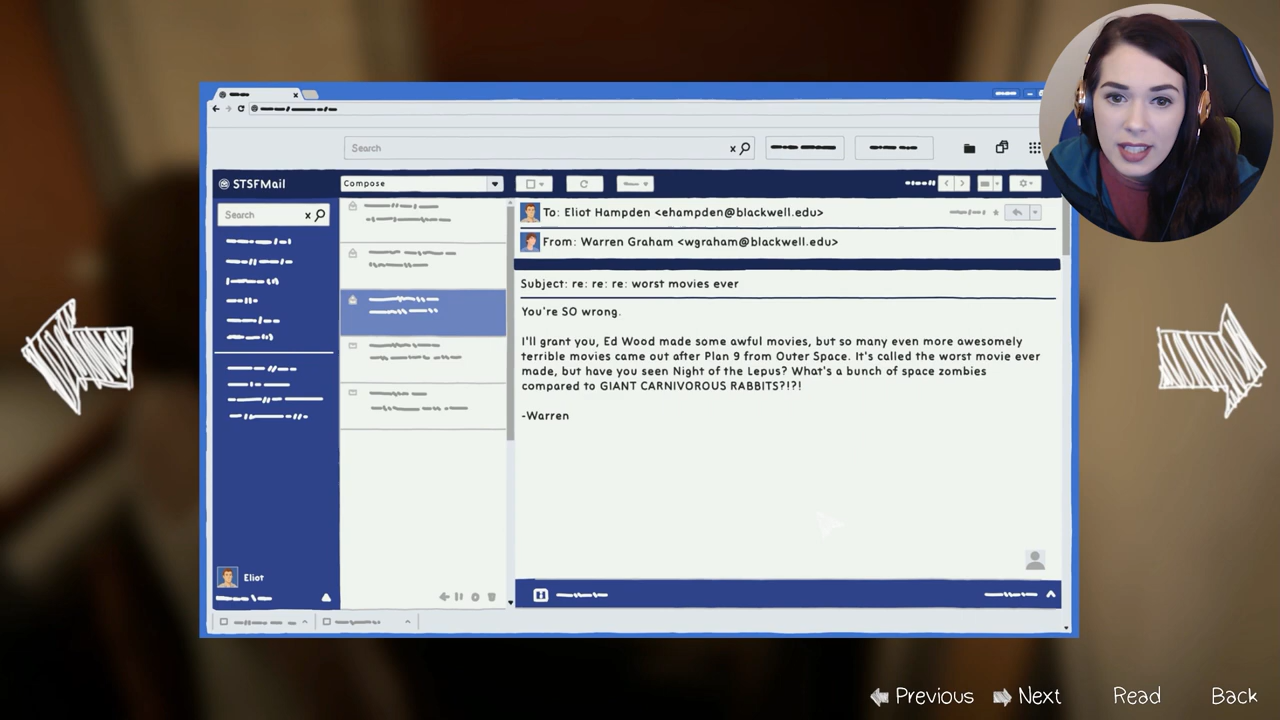 Search
STSFMail
Compose
Search
To: Eliot Hampden <ehampden@blackwell.edu>
From: Warren Graham <wgraham@blackwell.edu>
Subject: re: re: re: worst movies ever
You're SO wrong.
I'll grant you, Ed Wood made some awful movies, but so many even more awesomely
terrible movies came out after Plan 9 from Outer Space. It's called the worst movie ever
made, but have you seen Night of the Lepus? What's a bunch of space zombies
compared to GIANT CARNIVOROUS RABBITS?!?!
-Warren
Eliot
Previous Next Read Back